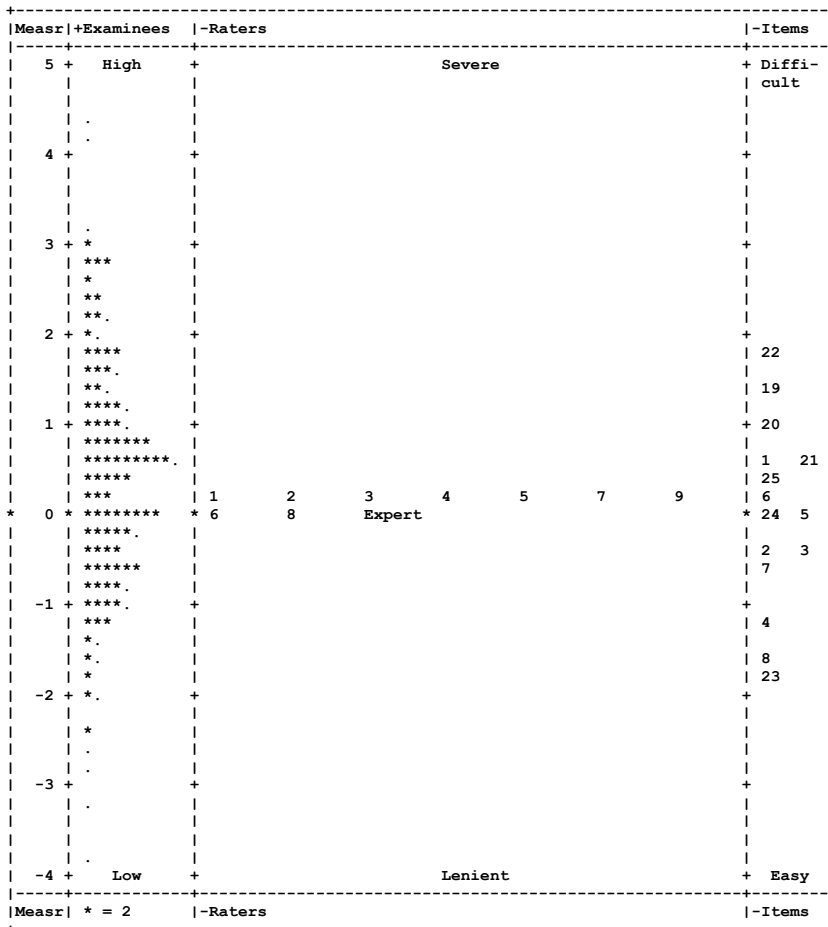 +-----------------------------------------------------------------------------------------
|Measr|+Examinees  |-Raters                                                      |-Items
|------+-------------+-------------------------------------------------------------+---------
|   5 +   High     +                           Severe                            + Diffi-
|     |            |                                                             | cult
|     |            |                                                             |
|     | .          |                                                             |
|     | .          |                                                             |
|   4 +            +                                                             +
|     |            |                                                             |
|     |            |                                                             |
|     |            |                                                             |
|     | .          |                                                             |
|   3 + *          +                                                             +
|     | ***        |                                                             |
|     | *          |                                                             |
|     | **         |                                                             |
|     | **.        |                                                             |
|   2 + *.         +                                                             +
|     | ****       |                                                             | 22
|     | ***.       |                                                             |
|     | **.        |                                                             | 19
|     | ****.      |                                                             |
|   1 + ****.      +                                                             + 20
|     | *******    |                                                             |
|     | *********. |                                                             | 1   21
|     | *****      |                                                             | 25
|     | ***        | 1       2       3       4       5       7       9           | 6
*   0 * ********   * 6       8       Expert                                      * 24  5
|     | *****.     |                                                             |
|     | ****       |                                                             | 2   3
|     | ******     |                                                             | 7
|     | ****.      |                                                             |
|  -1 + ****.      +                                                             +
|     | ***        |                                                             | 4
|     | *.         |                                                             |
|     | *.         |                                                             | 8
|     | *          |                                                             | 23
|  -2 + *.         +                                                             +
|     |            |                                                             |
|     | *          |                                                             |
|     | .          |                                                             |
|     | .          |                                                             |
|  -3 +            +                                                             +
|     | .          |                                                             |
|     |            |                                                             |
|     |            |                                                             |
|     | .          |                                                             |
|  -4 +    Low     +                           Lenient                           +  Easy
|------+-------------+-------------------------------------------------------------+---------
|Measr| * = 2      |-Raters                                                      |-Items